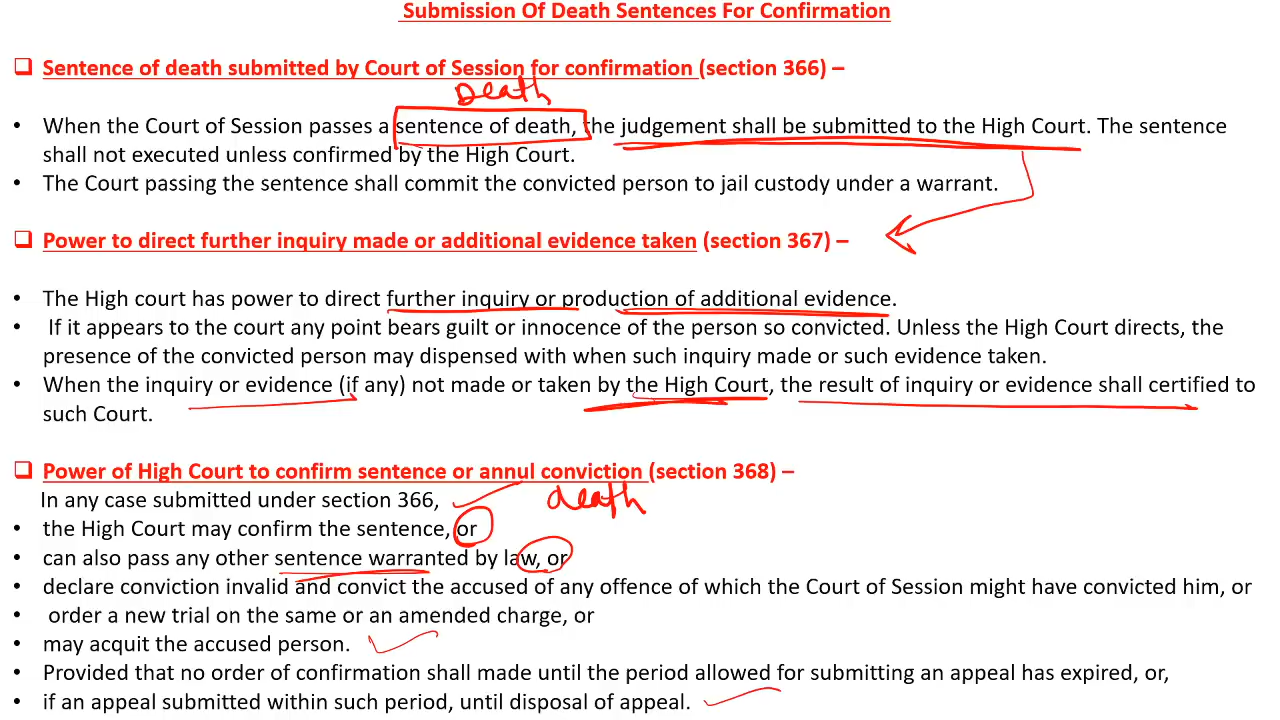 Submission Of Death Sentences For Confirmation
❑ Sentence of death submitted by Court of Session for confirmation (section 366) –
Death
• When the Court of Session passes a sentence of death, the judgement shall be submitted to the High Court. The sentence
shall not executed unless confirmed by the High Court.
• The Court passing the sentence shall commit the convicted person to jail custody under a warrant.
❑ Power to direct further inquiry made or additional evidence taken (section 367) –
• The High court has power to direct further inquiry or production of additional evidence.
• If it appears to the court any point bears guilt or innocence of the person so convicted. Unless the High Court directs, the
presence of the convicted person may dispensed with when such inquiry made or such evidence taken.
• When the inquiry or evidence (if any) not made or taken by the High Court, the result of inquiry or evidence shall certified to
such Court.
❑ Power of High Court to confirm sentence or annul conviction (section 368) –
In any case submitted under section 366,
death
• the High Court may confirm the sentence, or
• can also pass any other sentence warranted by law, or
• declare conviction invalid and convict the accused of any offence of which the Court of Session might have convicted him, or
• order a new trial on the same or an amended charge, or
• may acquit the accused person.
• Provided that no order of confirmation shall made until the period allowed for submitting an appeal has expired, or,
• if an appeal submitted within such period, until disposal of appeal.